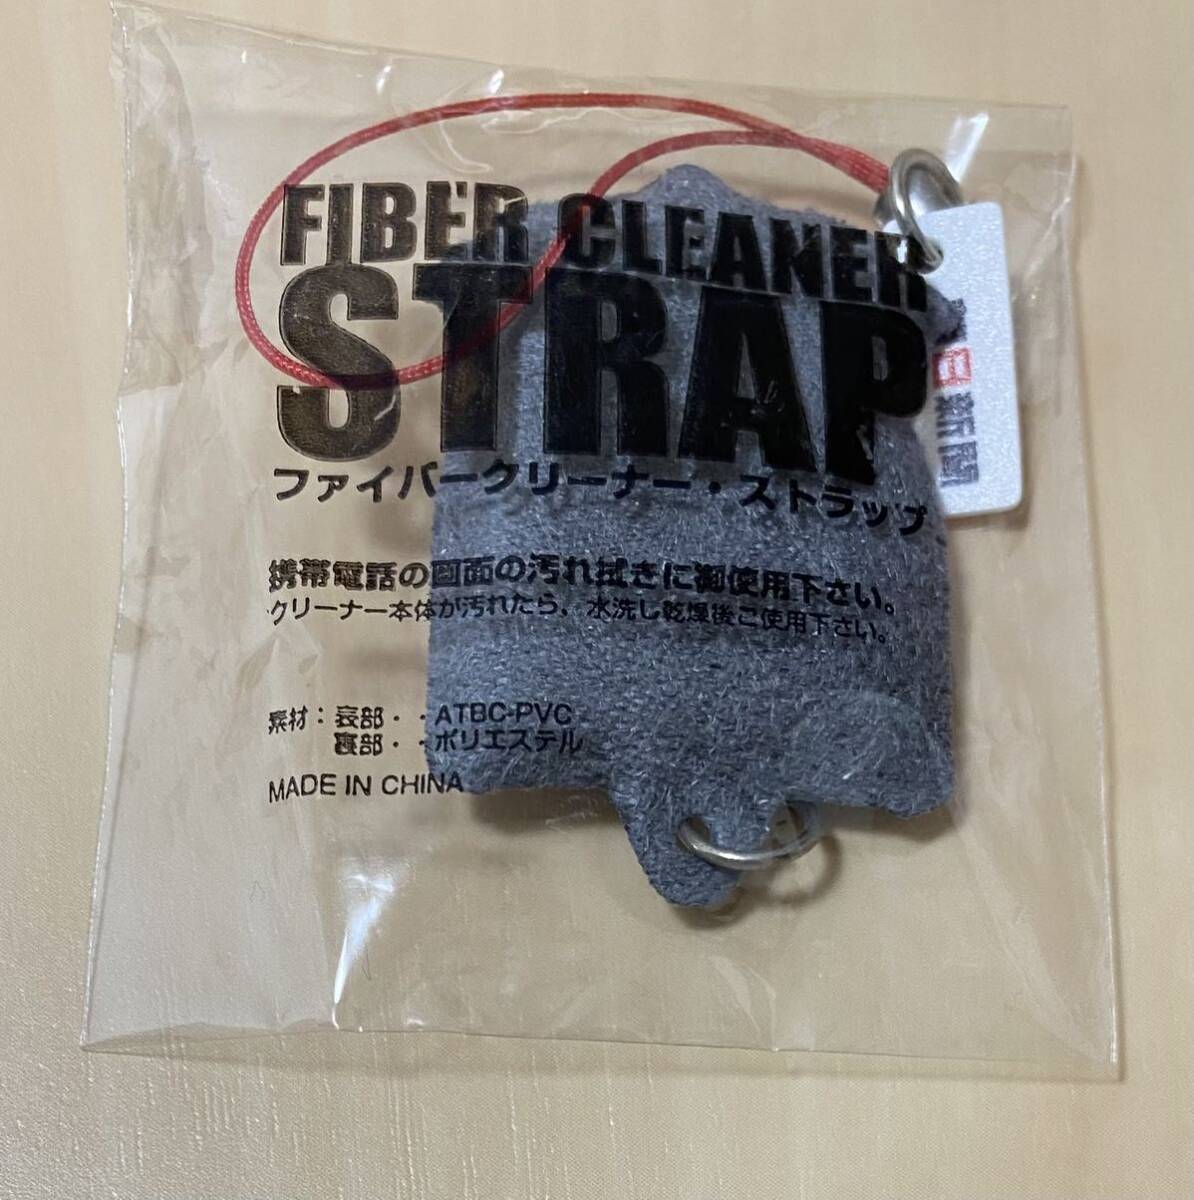 FIBER CLEANER
STRAP
ファイバークリーナー・ストラップ
携帯電話の画面の汚れ拭きに御使用下さい。
クリーナー本体が汚れたら、水洗し乾燥後ご使用下さい。
素材：表部・・ATBC-PVC
裏部・・ポリエステル
MADE IN CHINA
日新聞